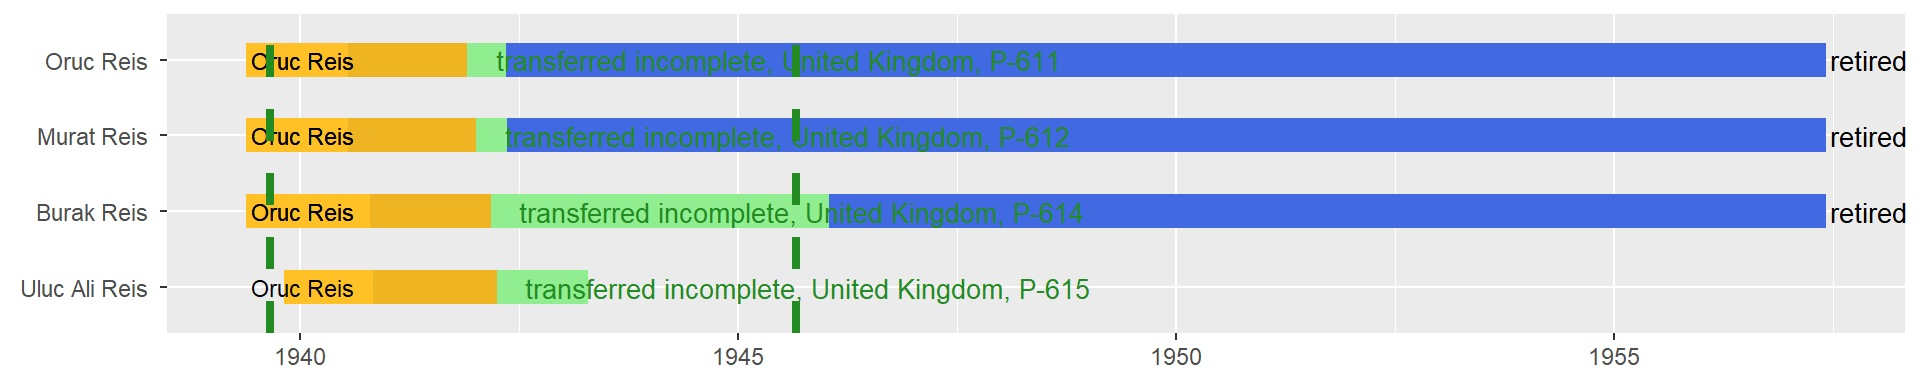 Oruc Reis Oruc Reis transferred incomplete, United Kingdom, P-611 retired
Murat Reis Oruc Reis transferred incomplete, United Kingdom, P-612 retired
Burak Reis Oruc Reis transferred incomplete, United Kingdom, P-614 retired
Uluc Ali Reis Oruc Reis transferred incomplete, United Kingdom, P-615
1940 1945 1950 1955